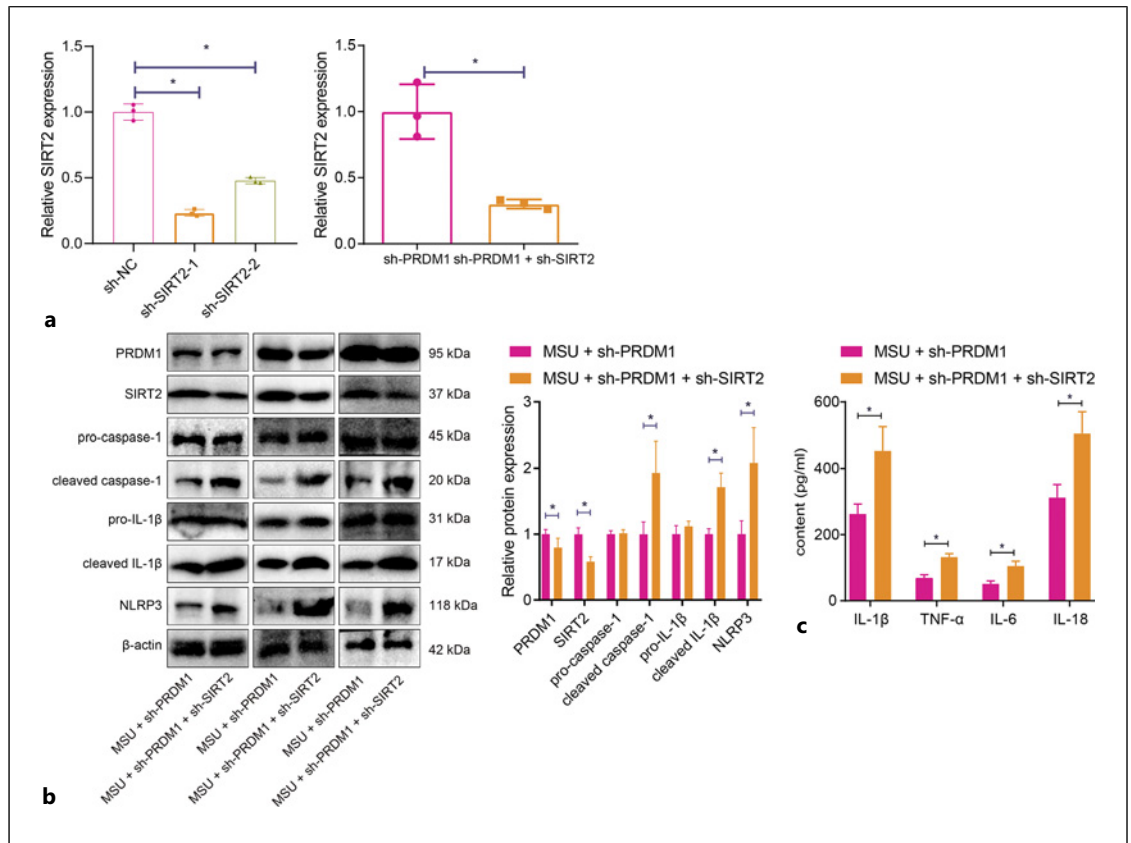 1.5
1.0
0.5
0.0
Relative SIRT2 expression
*
*
sh-NC
sh-SIRT2-1
sh-SIRT2-2
1.5
1.0
0.5
0.0
Relative SIRT2 expression
*
sh-PRDM1 sh-PRDM1 + sh-SIRT2
a
PRDM1 95 kDa
SIRT2 37 kDa
pro-caspase-1 45 kDa
cleaved caspase-1 20 kDa
pro-IL-1β 31 kDa
cleaved IL-1β 17 kDa
NLRP3 118 kDa
β-actin 42 kDa
MSU + sh-PRDM1
MSU + sh-PRDM1 + sh-SIRT2
MSU + sh-PRDM1
MSU + sh-PRDM1 + sh-SIRT2
MSU + sh-PRDM1
MSU + sh-PRDM1 + sh-SIRT2
b
MSU + sh-PRDM1
MSU + sh-PRDM1 + sh-SIRT2
3
2
1
0
Relative protein expression
*
*
*
*
*
PRDM1
SIRT2
pro-caspase-1
cleaved caspase-1
pro-IL-1β
cleaved IL-1β
NLRP3
MSU + sh-PRDM1
MSU + sh-PRDM1 + sh-SIRT2
600
400
200
0
content (pg/ml)
*
*
*
*
IL-1β
TNF-α
IL-6
IL-18
c